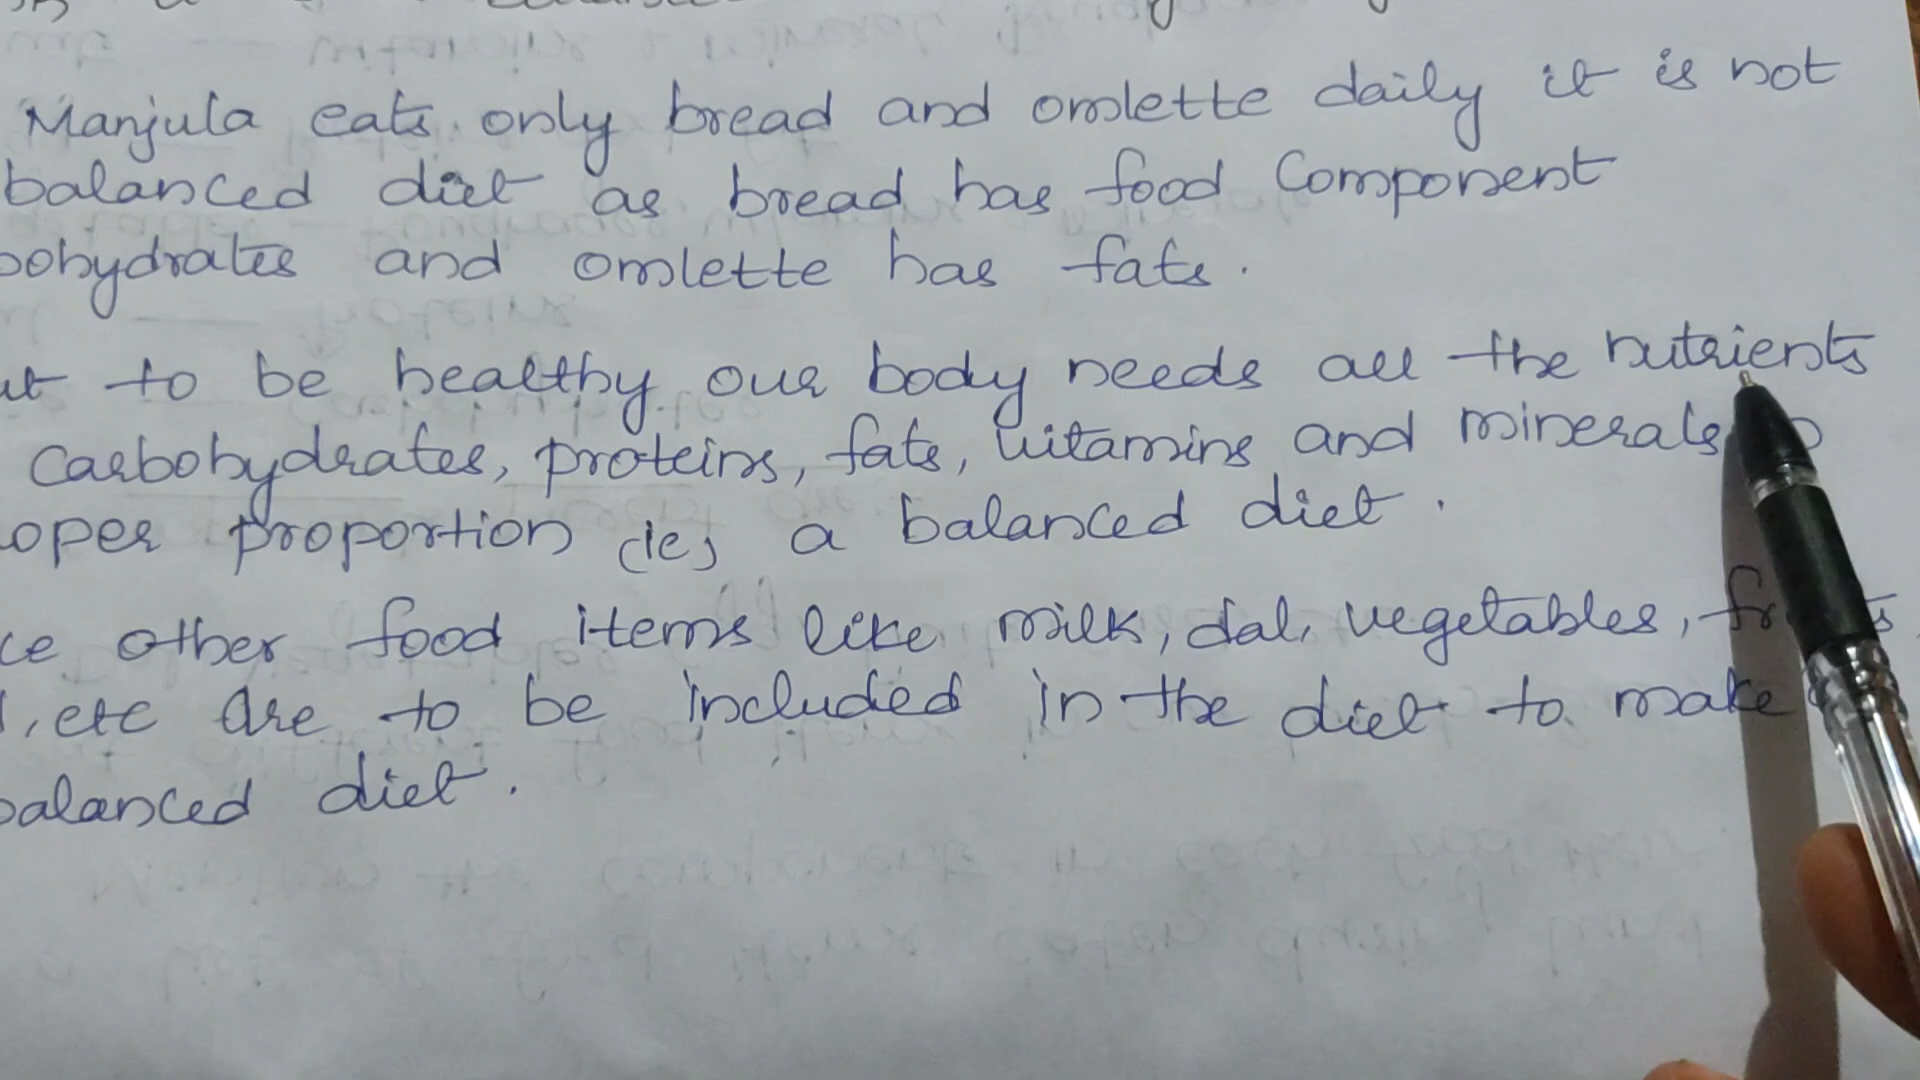 Manjula eats only bread and omlette daily it is not
balanced diet as bread has food Component
bohydrates and omlette has fats.
ut to be healthy our body needs all the nutrients
Carbohydrates, proteins, fats, vitamins and minerals
oper proportion (ie) a balanced diet.
ce other food items like milk, dal, vegetables,
, etc are to be included in the diet to make
balanced diet.